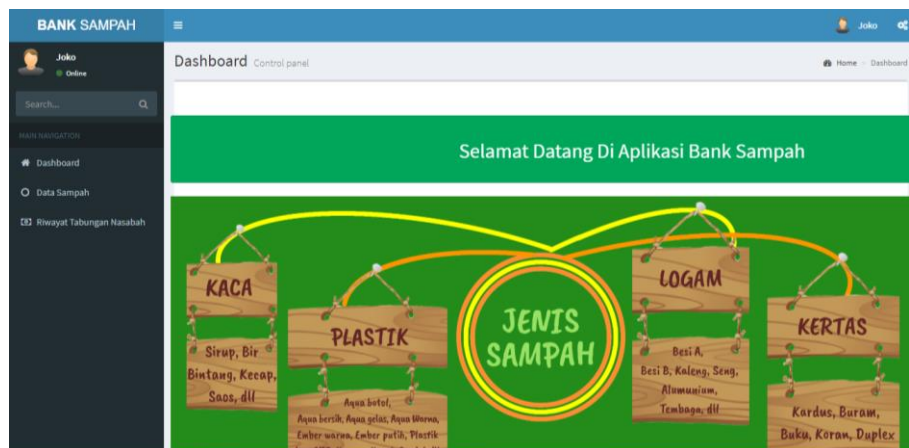 BANK SAMPAH
Joko
Joko
Online
Dashboard Control panel
Home
Dashboard
Search...
MAIN NAVIGATION
Dashboard
Data Sampah
Riwayat Tabungan Nasabah
Selamat Datang Di Aplikasi Bank Sampah
KACA
Sirup, Bir
Bintang, Kecap,
Saos, dll
PLASTIK
Aqua botol,
Aqua bersih, Aqua gelas, Aqua Warna,
Ember warna, Ember putih, Plastik
JENIS
SAMPAH
LOGAM
Besi A,
Besi B, Kaleng, Seng,
Alumunium,
Tembaga, dll
KERTAS
Kardus, Buram,
Buku, Koran, Duplex